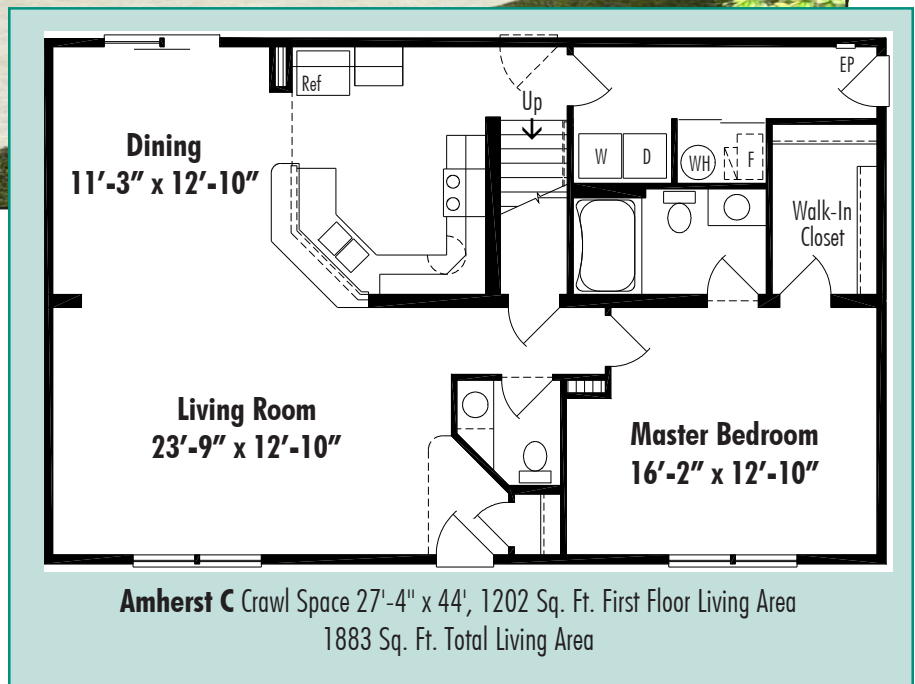 Ref
EP
Up
Dining
11'-3" x 12'-10"
W
D
WH
F
Walk-In
Closet
Living Room
23'-9" x 12'-10"
Master Bedroom
16'-2" x 12'-10"
Amherst C Crawl Space 27'-4" x 44', 1202 Sq. Ft. First Floor Living Area
1883 Sq. Ft. Total Living Area